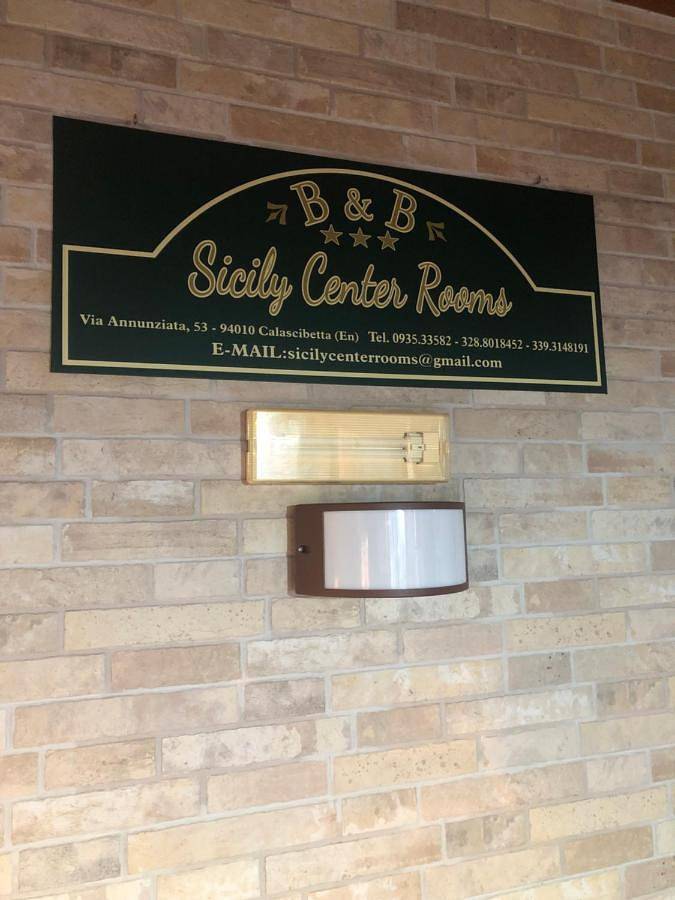 B & B
Sicily Center Rooms
Via Annunziata, 53 - 94010 Calascibetta (En) Tel. 0935.33582 - 328.8018452 - 339.3148191
E-MAIL:sicilycenterrooms@gmail.com